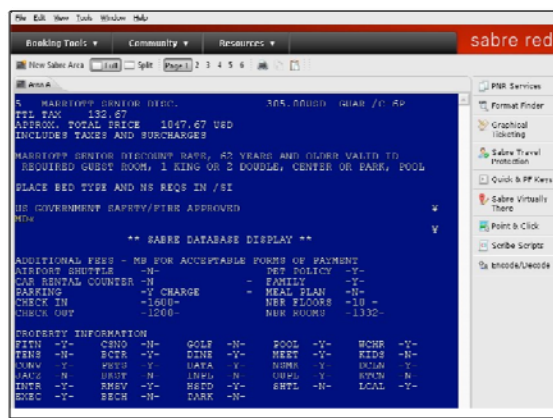 File Edit View Tools Window Help
Booking Tools ▼ Community ▼ Resources ▼
sabre red
New Sabre Area Full Split Page 1 2 3 4 5 6
Area A
5 MARRIOTT SENIOR DISC. 305.00USD GUAR /C 6P
TTL TAX 132.67
APPROX. TOTAL PRICE 1047.67 USD
INCLUDES TAXES AND SURCHARGES
MARRIOTT SENIOR DISCOUNT RATE, 62 YEARS AND OLDER VALID ID
REQUIRED GUEST ROOM, 1 KING OR 2 DOUBLE, CENTER OR PARK, POOL
PLACE BED TYPE AND NS REQS IN /SI
US GOVERNMENT SAFETY/FIRE APPROVED ¥
MD«
¥
** SABRE DATABASE DISPLAY **
ADDITIONAL FEES - MB FOR ACCEPTABLE FORMS OF PAYMENT
AIRPORT SHUTTLE -N- PET POLICY -Y-
CAR RENTAL COUNTER -N - FAMILY -Y-
PARKING -Y CHARGE - MEAL PLAN -N-
CHECK IN -1600- NBR FLOORS -10 -
CHECK OUT -1200- NBR ROOMS -1332-
PROPERTY INFORMATION
FITN -Y- CSNO -N- GOLF -N- POOL -Y- WCHR -Y-
TENS -N- BCTR -Y- DINE -Y- MEET -Y- KIDS -N-
CONV -Y- DATA -Y- NSMK -Y-
JACZ -N- -N- -N- -N- -N-
INTR -Y- RMSV -Y- HSPD -Y- SHTL -N- LCAL -Y-
EXEC -Y- BECH -N- PARK -N-
PNR Services
Format Finder
Graphical Ticketing
Sabre Travel Protection
Quick & PF Keys
Sabre Virtually There
Point & Click
Scribe Scripts
Encode/Decode